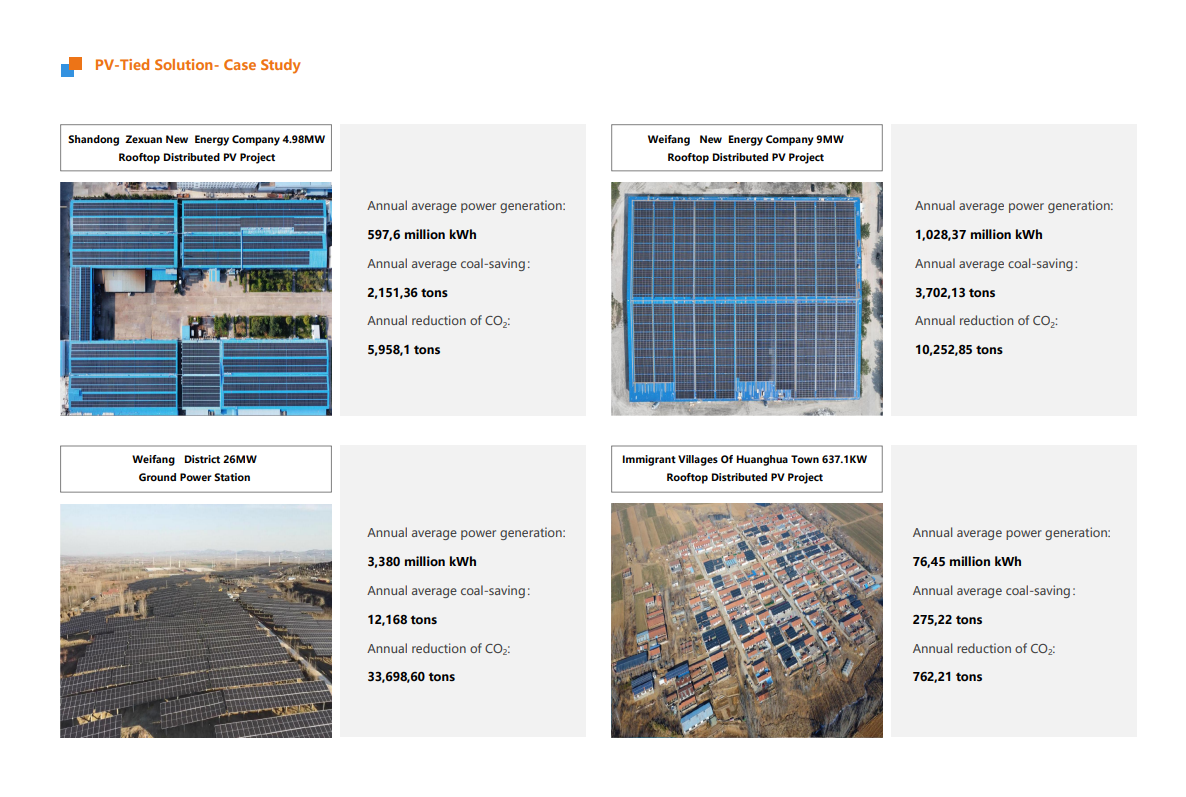 PV-Tied Solution- Case Study
Shandong Zexuan New Energy Company 4.98MW
Rooftop Distributed PV Project
Annual average power generation:
597,6 million kWh
Annual average coal-saving:
2,151,36 tons
Annual reduction of CO₂:
5,958,1 tons
Weifang New Energy Company 9MW
Rooftop Distributed PV Project
Annual average power generation:
1,028,37 million kWh
Annual average coal-saving:
3,702,13 tons
Annual reduction of CO₂:
10,252,85 tons
Weifang District 26MW
Ground Power Station
Annual average power generation:
3,380 million kWh
Annual average coal-saving:
12,168 tons
Annual reduction of CO₂:
33,698,60 tons
Immigrant Villages Of Huanghua Town 637.1KW
Rooftop Distributed PV Project
Annual average power generation:
76,45 million kWh
Annual average coal-saving:
275,22 tons
Annual reduction of CO₂:
762,21 tons